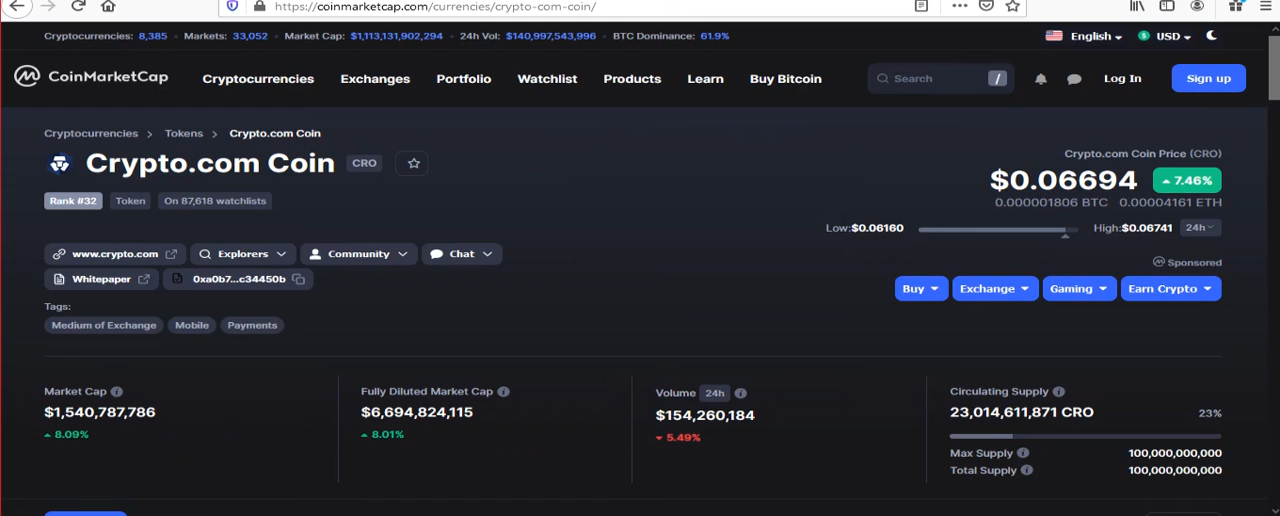 https://coinmarketcap.com/currencies/crypto-com-coin/
Cryptocurrencies: 8,385 Markets: 33,052 Market Cap: $1,113,131,902,294 24h Vol: $140,997,543,996 BTC Dominance: 61.9% English USD
CoinMarketCap Cryptocurrencies Exchanges Portfolio Watchlist Products Learn Buy Bitcoin Search / Log In Sign up
Cryptocurrencies > Tokens > Crypto.com Coin
Crypto.com Coin CRO
Rank #32 Token On 87,618 watchlists
Crypto.com Coin Price (CRO)
$0.06694 7.46%
0.000001806 BTC 0.00004161 ETH
Low:$0.06160 High:$0.06741 24h
www.crypto.com Explorers Community Chat
Whitepaper 0xa0b7...c34450b
Sponsored
Buy Exchange Gaming Earn Crypto
Tags:
Medium of Exchange Mobile Payments
Market Cap
$1,540,787,786
8.09%
Fully Diluted Market Cap
$6,694,824,115
8.01%
Volume 24h
$154,260,184
5.49%
Circulating Supply
23,014,611,871 CRO 23%
Max Supply 100,000,000,000
Total Supply 100,000,000,000